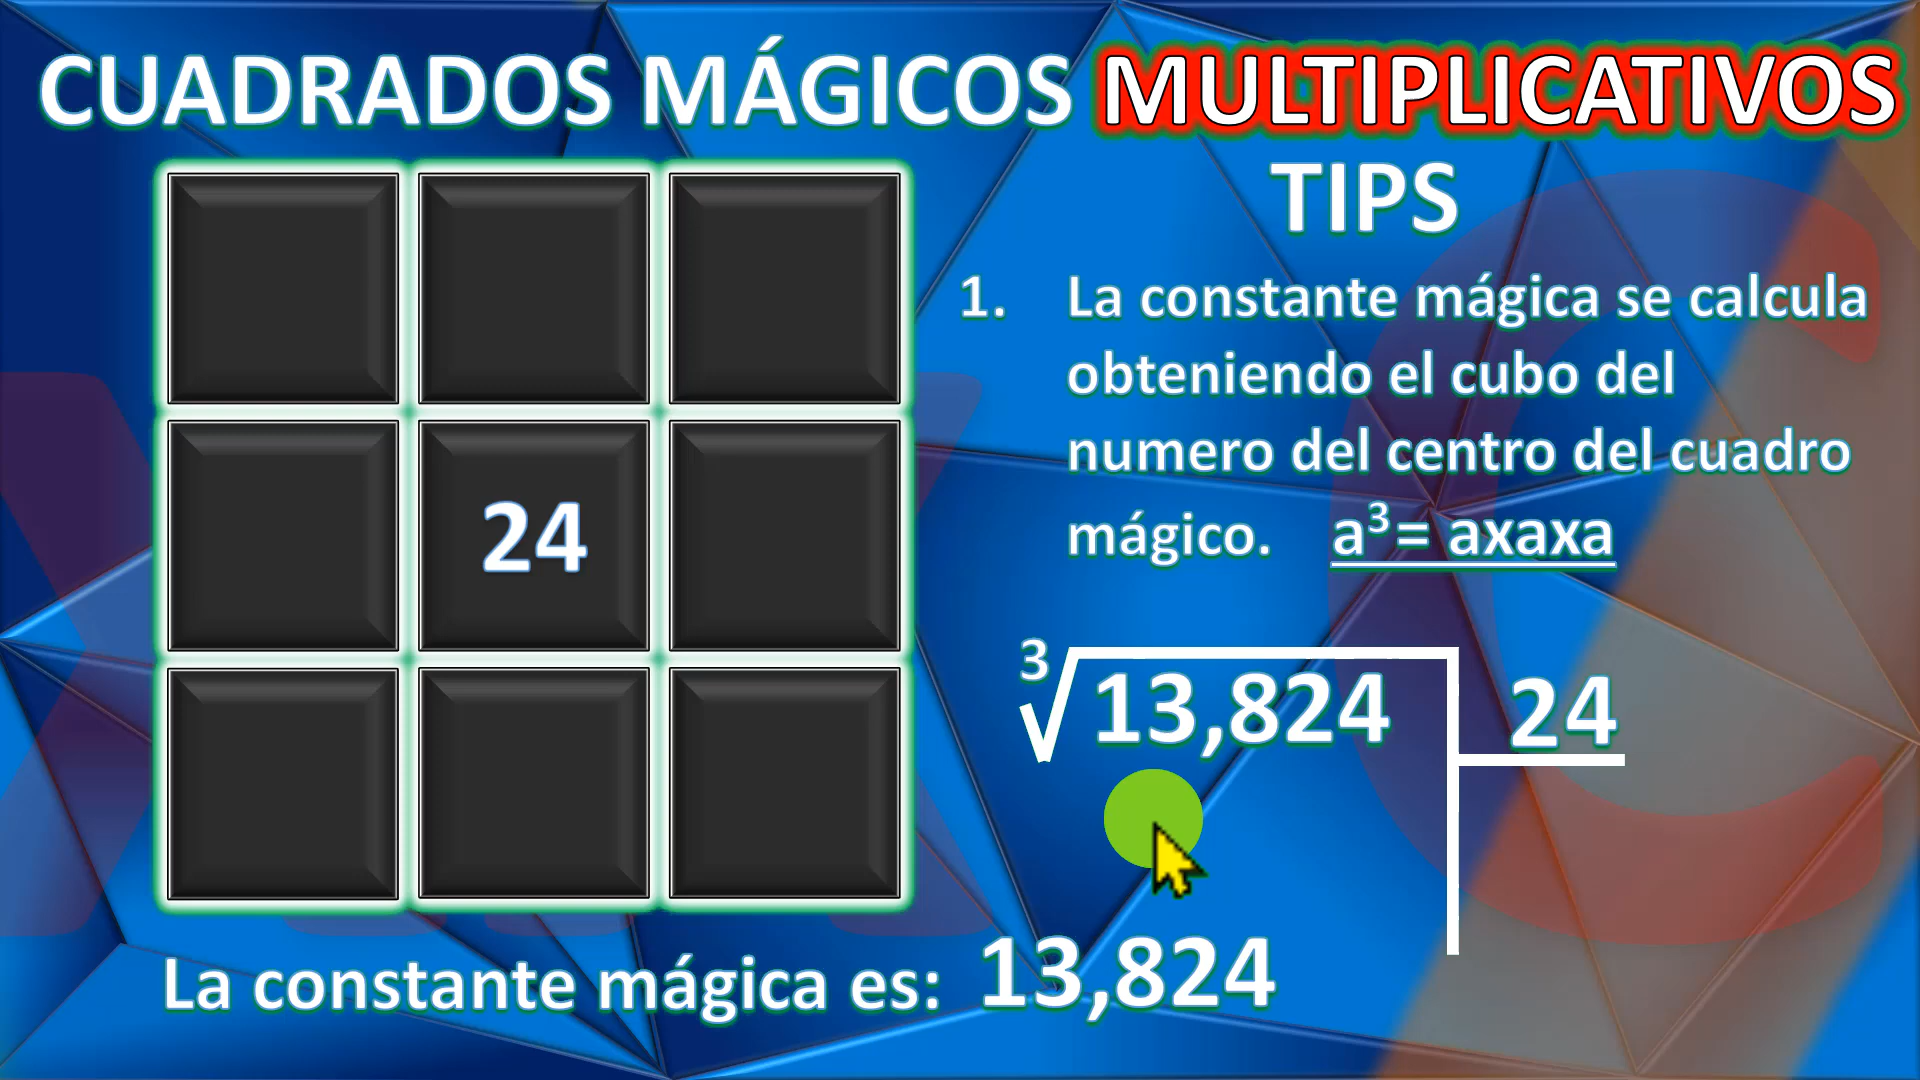 CUADRADOS MÁGICOS MULTIPLICATIVOS
TIPS
1. La constante mágica se calcula
obteniendo el cubo del
numero del centro del cuadro
mágico. a³= axaxa
24
³√13,824 24
La constante mágica es: 13,824